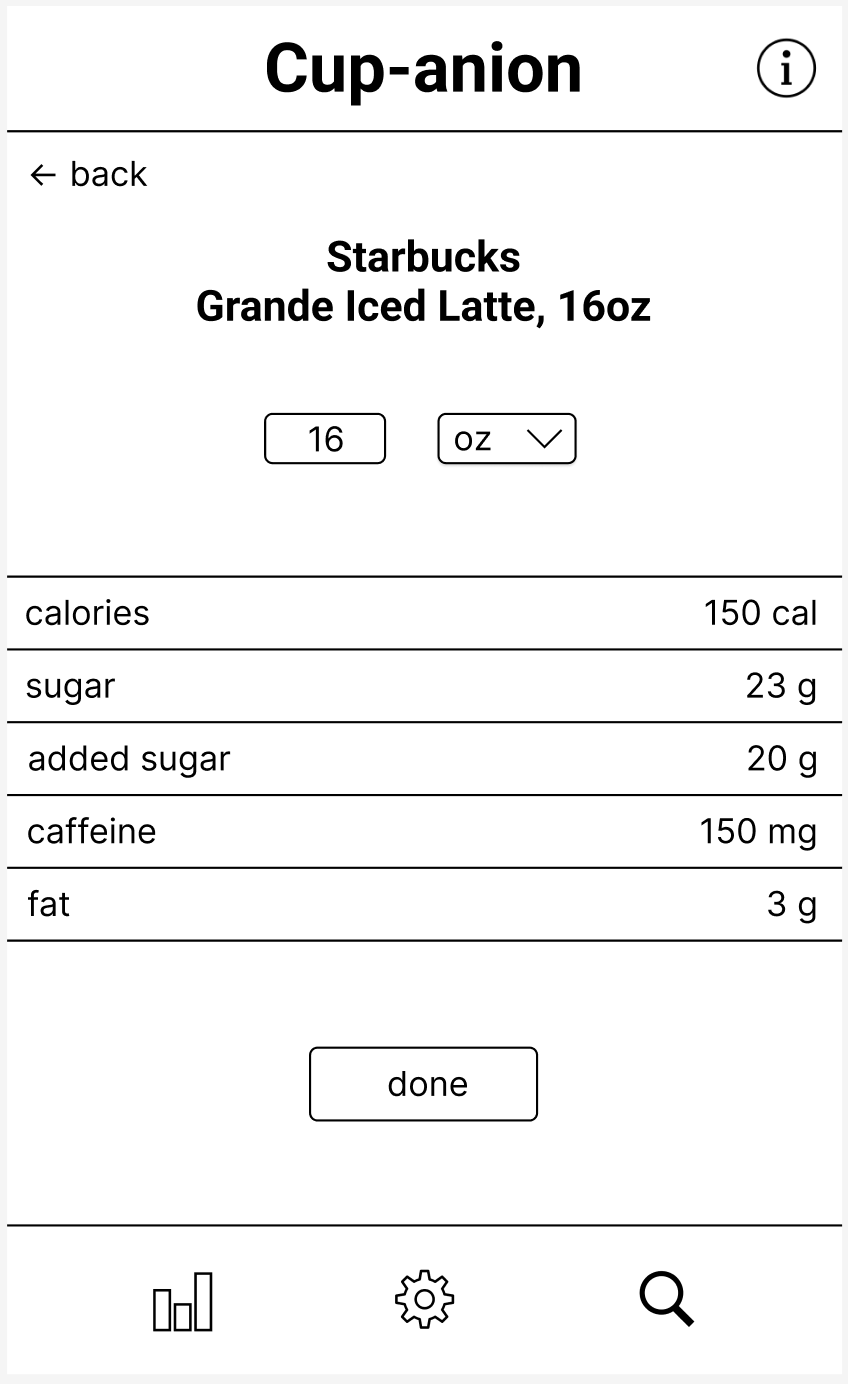 Cup-anion
i
← back
Starbucks
Grande Iced Latte, 16oz
16 oz
calories 150 cal
sugar 23 g
added sugar 20 g
caffeine 150 mg
fat 3 g
done